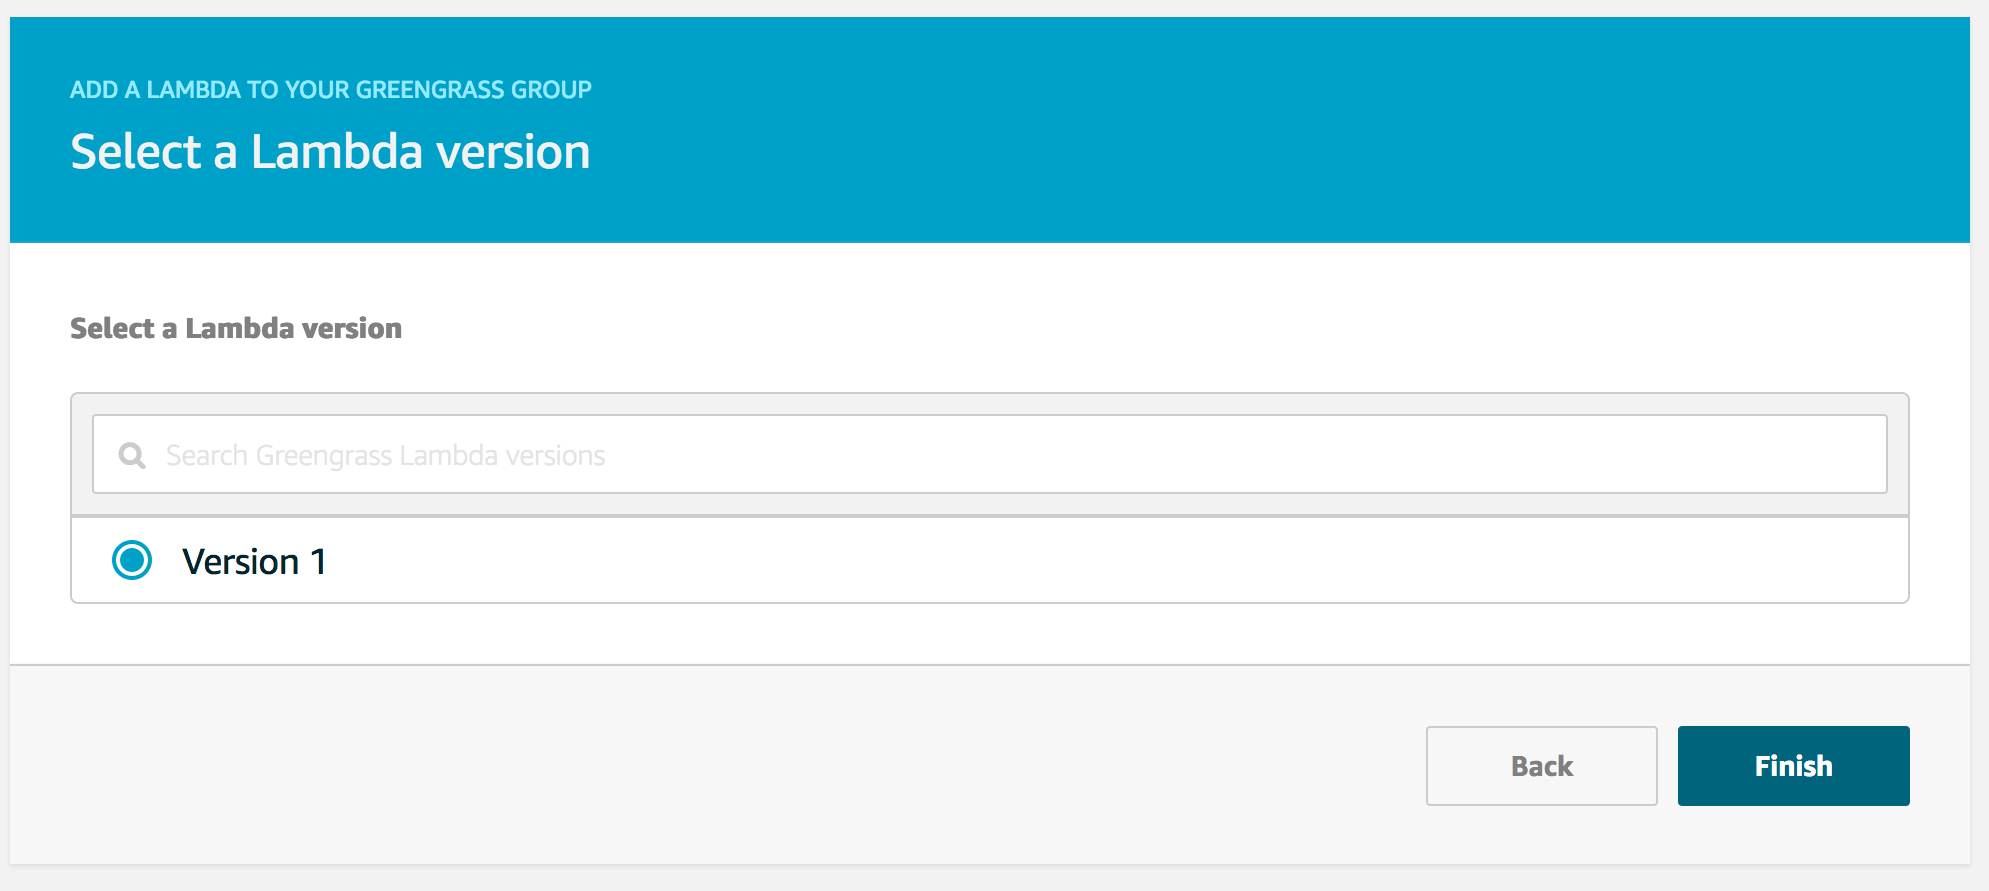 ADD A LAMBDA TO YOUR GREENGRASS GROUP
Select a Lambda version
Select a Lambda version
Search Greengrass Lambda versions
Version 1
Back
Finish